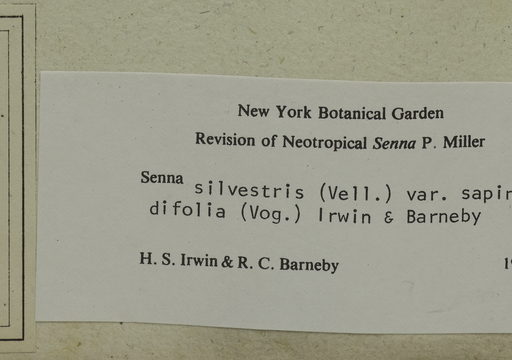 New York Botanical Garden
Revision of Neotropical Senna P. Miller
Senna silvestris (Vell.) var. sapin
difolia (Vog.) Irwin & Barneby
H. S. Irwin & R. C. Barneby